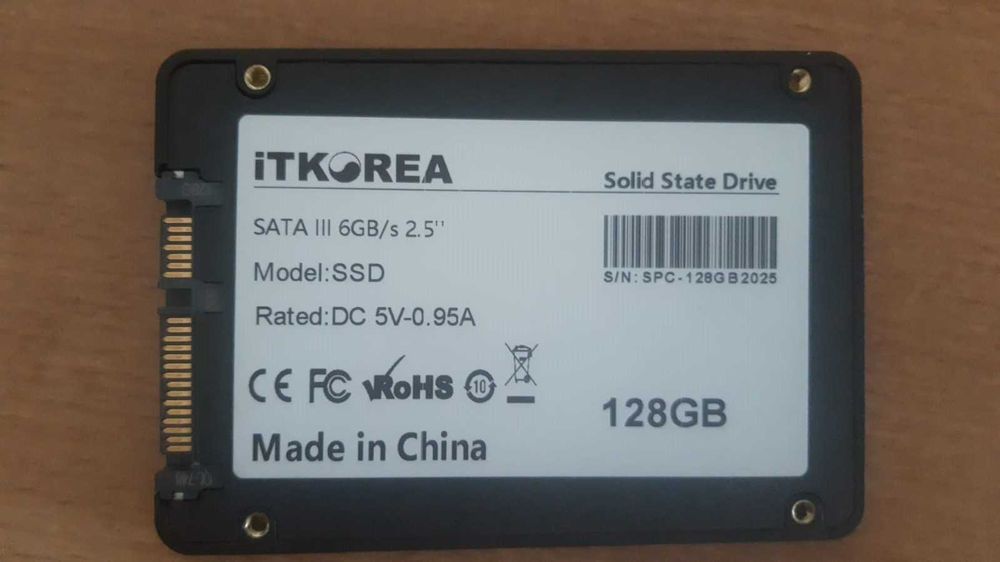 iTKOREA
Solid State Drive
SATA III 6GB/s 2.5''
Model:SSD
Rated:DC 5V-0.95A
S/N: SPC-128GB2025
CE FC RoHS 10
128GB
Made in China